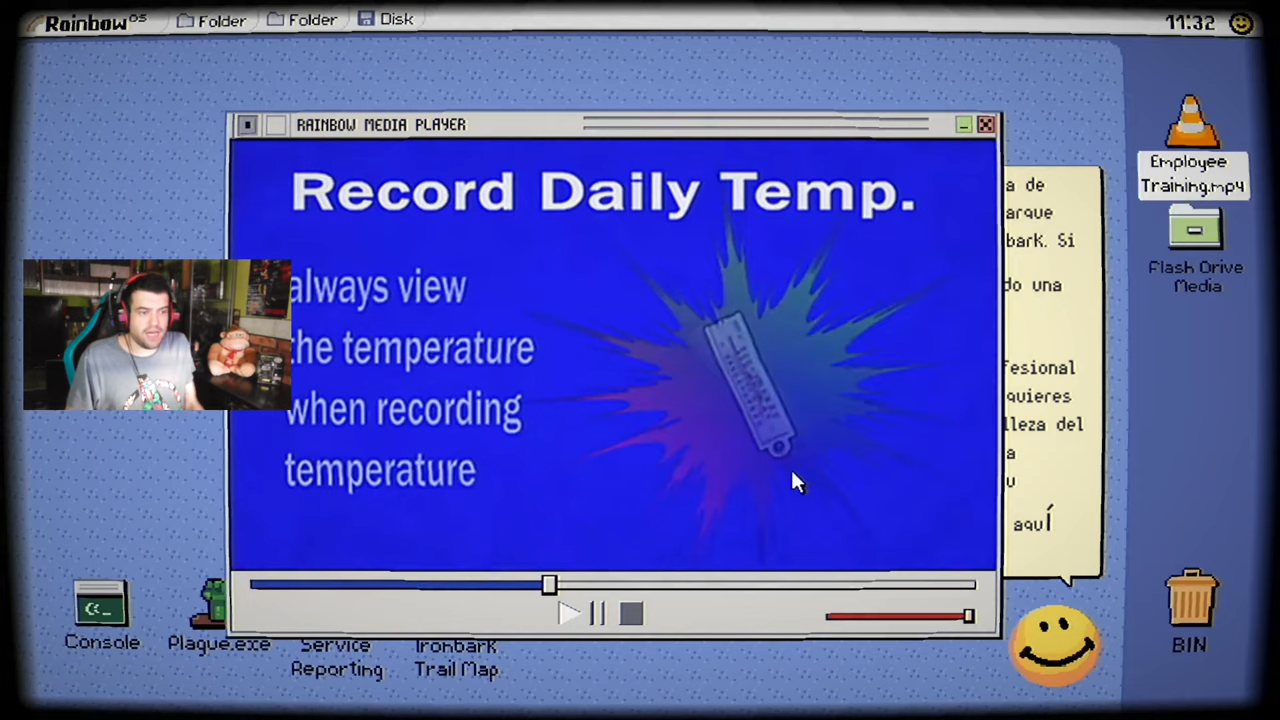 Rainbow OS
Folder
Folder
Disk
11:32
RAINBOW MEDIA PLAYER
Record Daily Temp.
always view
the temperature
when recording
temperature
Employee
Training.mp4
Flash Drive
Media
a de
arque
bark. Si
do una
fesional
quieres
lleza del
a
u
aquÍ
Console
Plague.exe
Service
Reporting
Ironbark
Trail Map
BIN